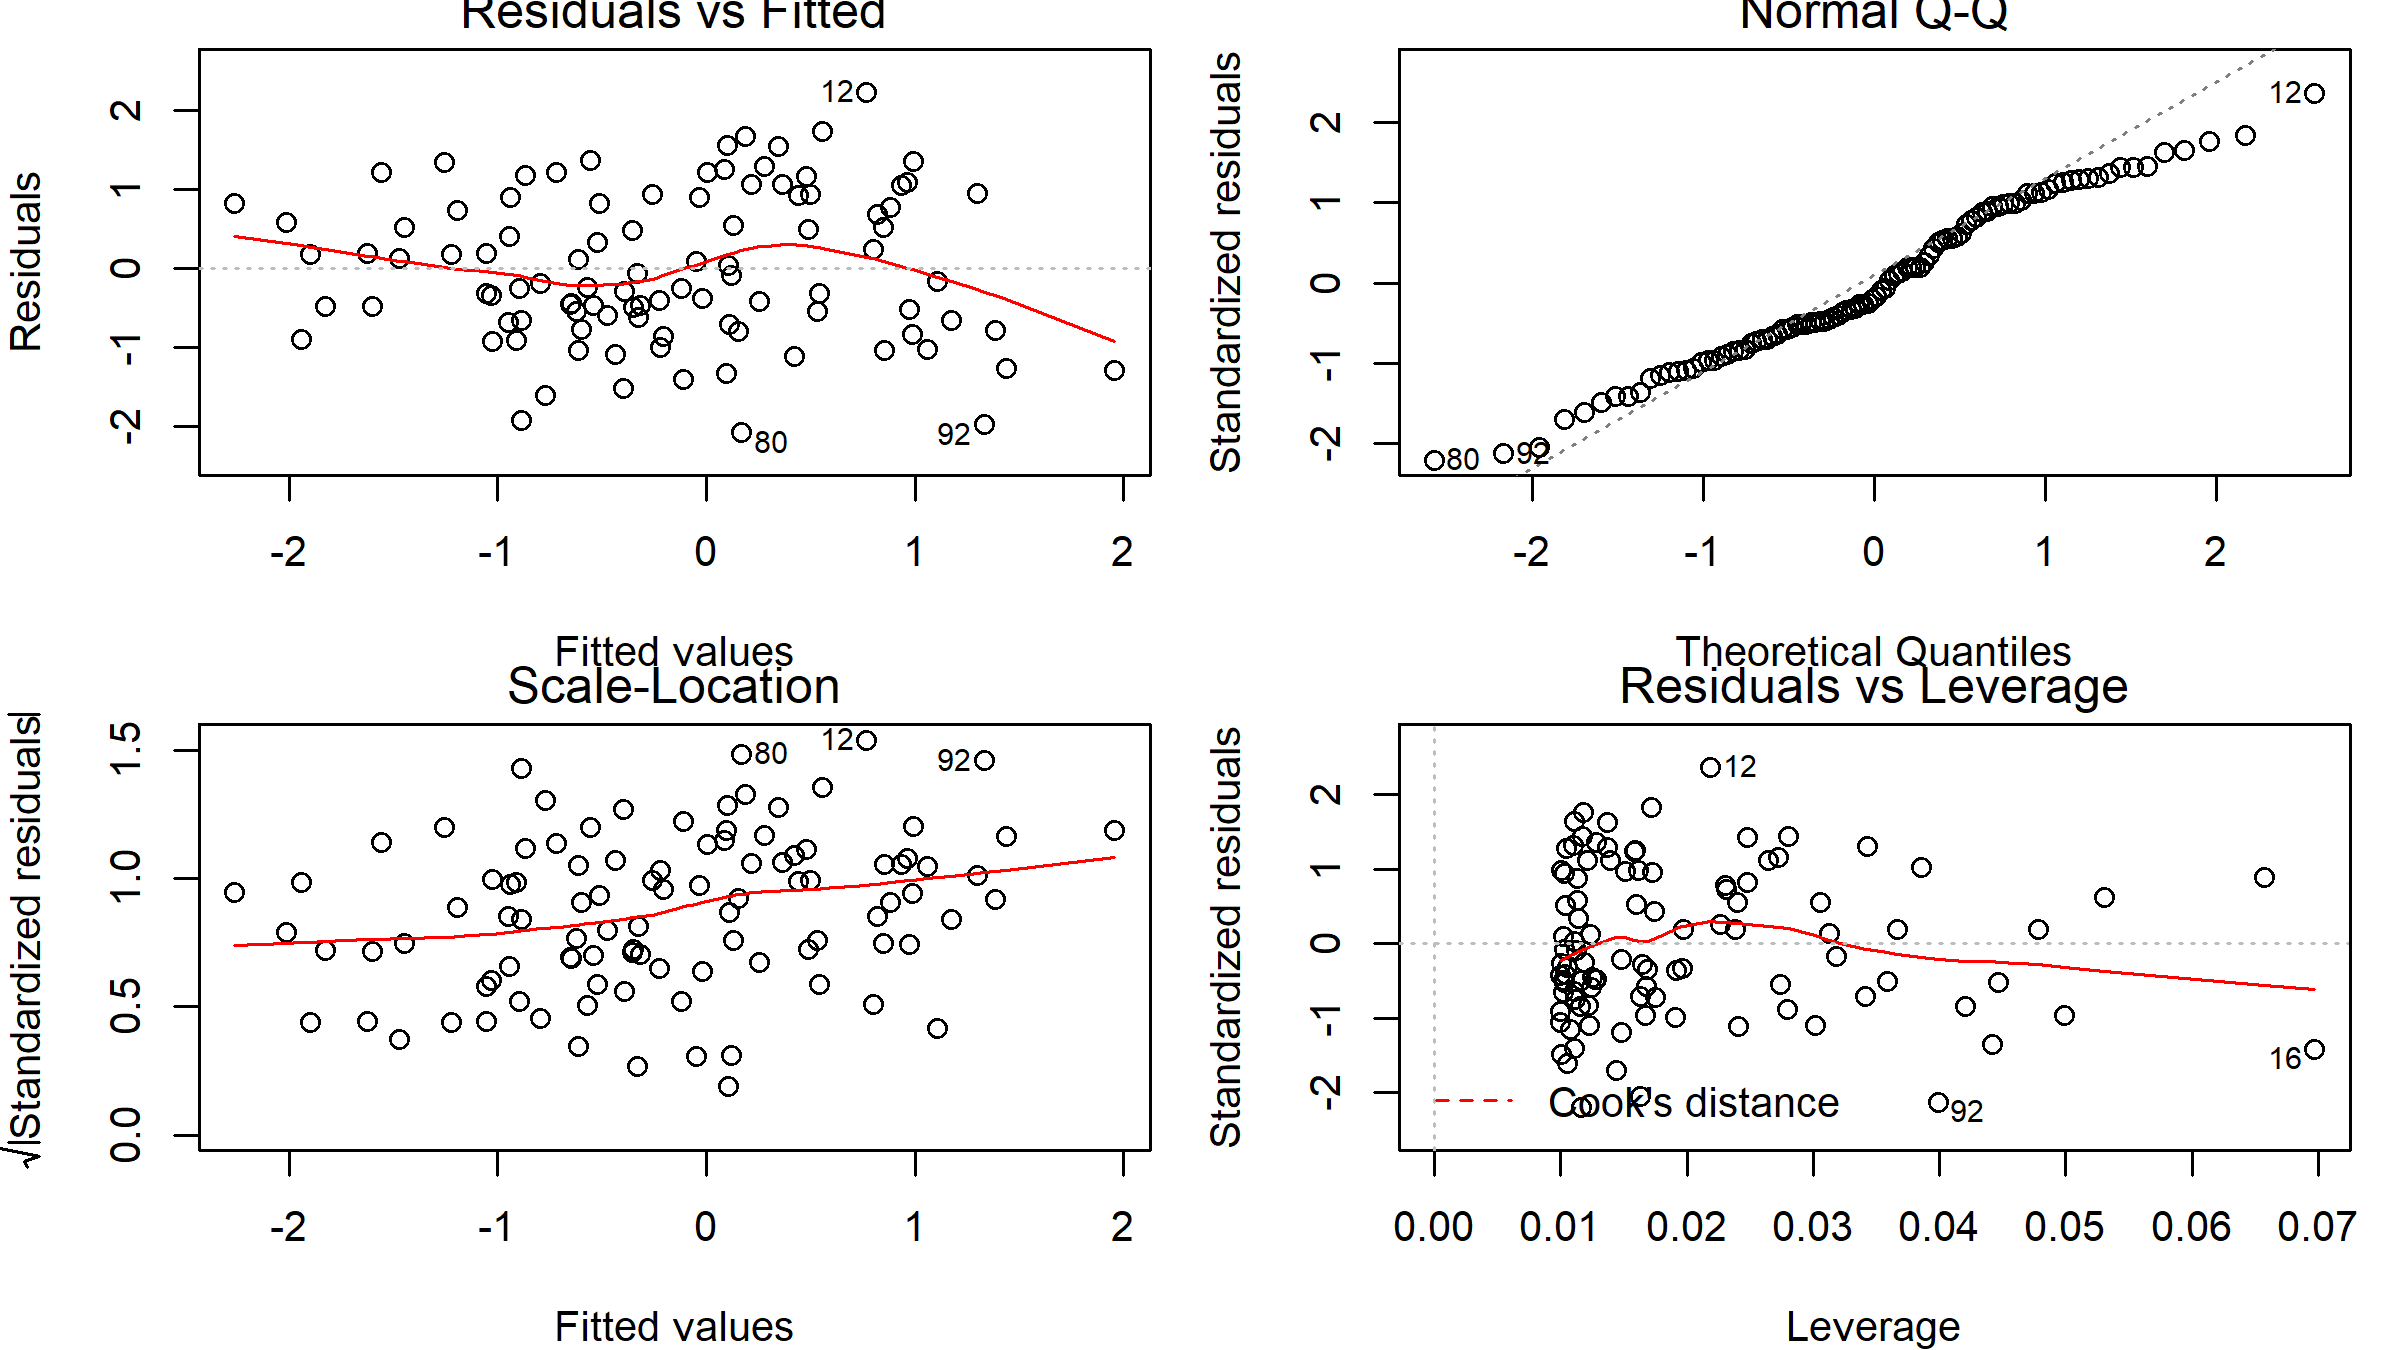 Residuals vs Fitted
Residuals
2
1
0
-1
-2
12
80
92
-2 -1 0 1 2
Fitted values
Normal Q-Q
Standardized residuals
2
1
0
-1
-2
12
80
92
-2 -1 0 1 2
Theoretical Quantiles
Scale-Location
√|Standardized residuals|
1.5
1.0
0.5
0.0
80
12
92
-2 -1 0 1 2
Fitted values
Residuals vs Leverage
Standardized residuals
2
1
0
-1
-2
12
16
92
Cook's distance
0.00 0.01 0.02 0.03 0.04 0.05 0.06 0.07
Leverage